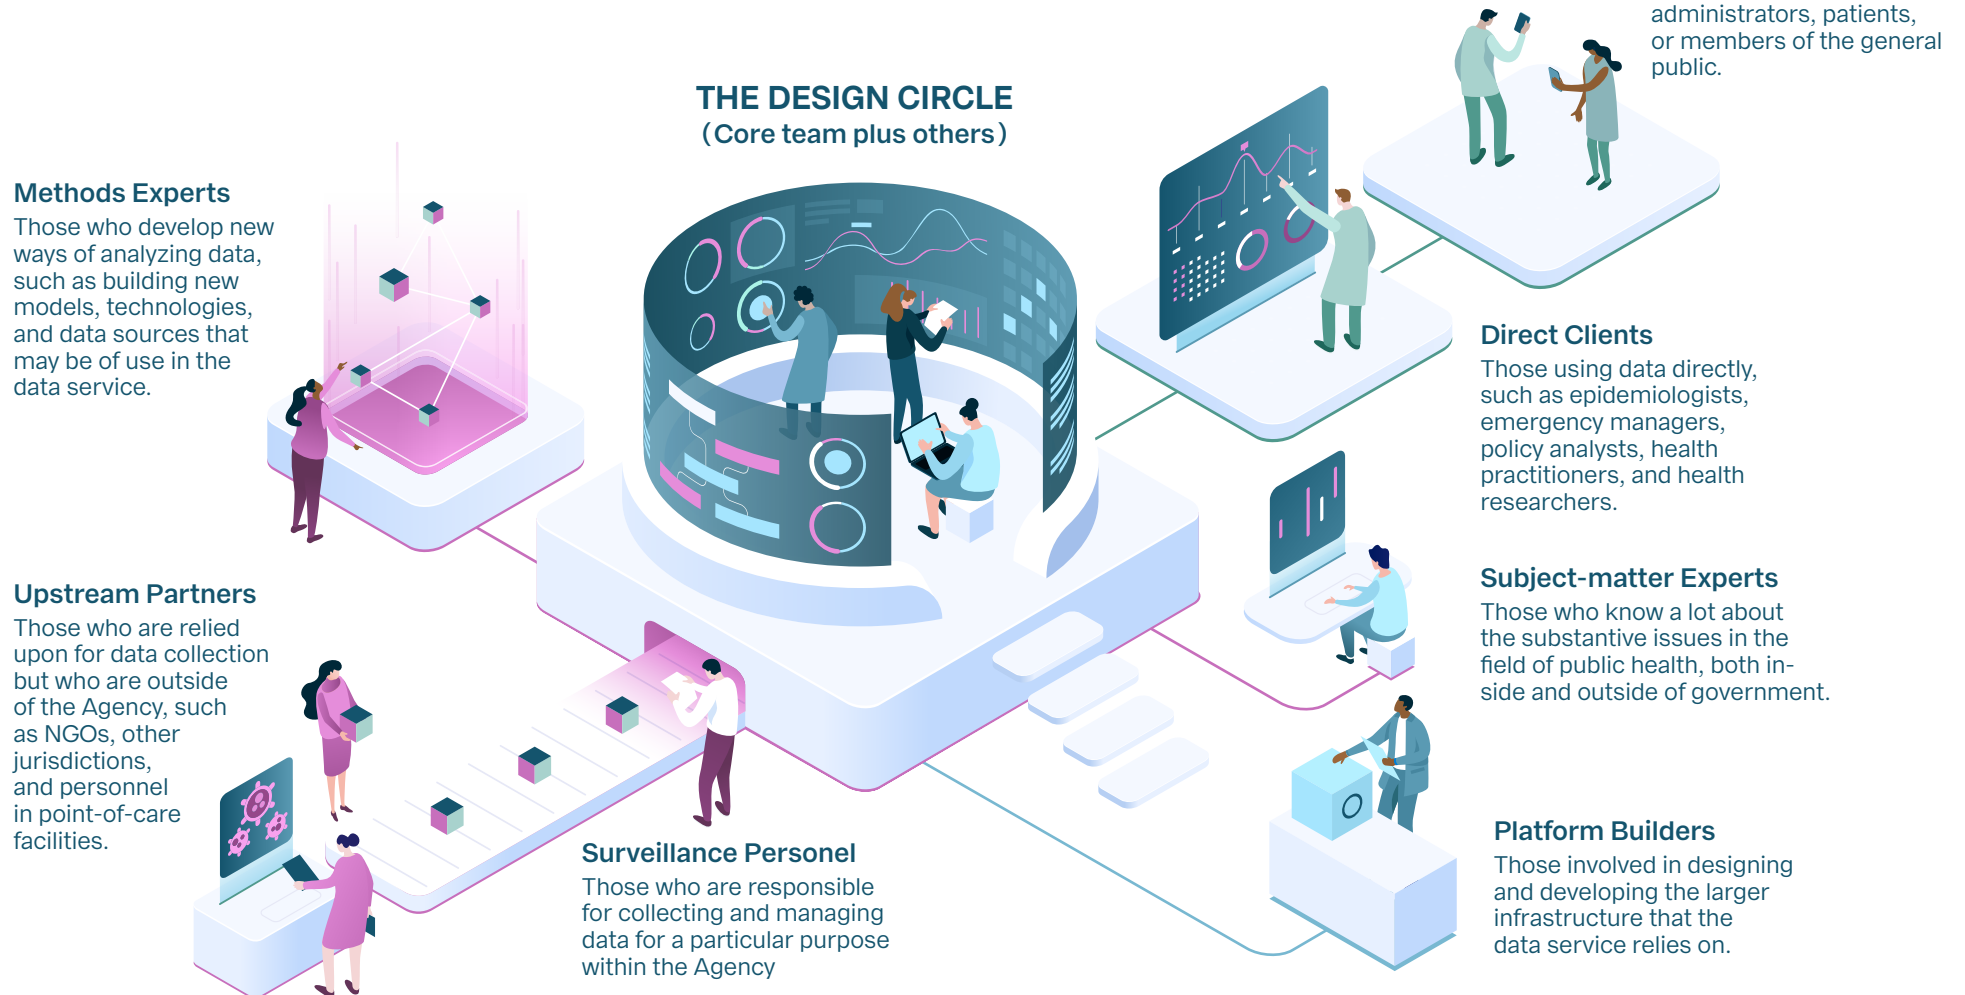 administrators, patients,
or members of the general
public.
THE DESIGN CIRCLE
(Core team plus others)
Methods Experts
Those who develop new
ways of analyzing data,
such as building new
models, technologies,
and data sources that
may be of use in the
data service.
Direct Clients
Those using data directly,
such as epidemiologists,
emergency managers,
policy analysts, health
practitioners, and health
researchers.
Upstream Partners
Those who are relied
upon for data collection
but who are outside
of the Agency, such
as NGOs, other
jurisdictions,
and personnel
in point-of-care
facilities.
Subject-matter Experts
Those who know a lot about
the substantive issues in the
field of public health, both in-
side and outside of government.
Surveillance Personel
Those who are responsible
for collecting and managing
data for a particular purpose
within the Agency
Platform Builders
Those involved in designing
and developing the larger
infrastructure that the
data service relies on.